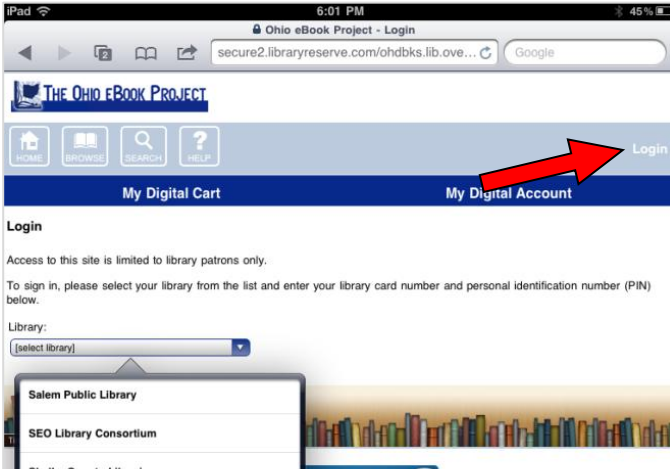 iPad 6:01 PM 45%
Ohio eBook Project - Login
2 secure2.libraryreserve.com/ohdbks.lib.ove... Google
THE OHIO EBOOK PROJECT
HOME BROWSE SEARCH HELP Login
My Digital Cart My Digital Account
Login
Access to this site is limited to library patrons only.
To sign in, please select your library from the list and enter your library card number and personal identification number (PIN)
below.
Library:
[select library]
Salem Public Library
SEO Library Consortium